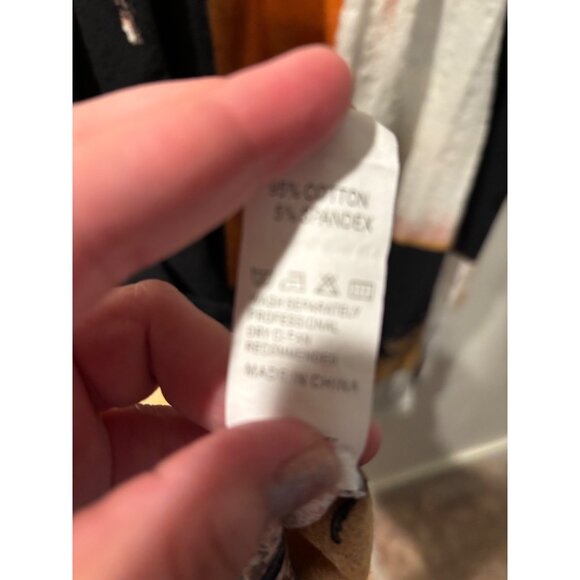 95% COTTON
5% SPANDEX
WASH SEPARATELY
PROFESSIONAL
DRY CLEAN
RECOMMENDED
MADE IN CHINA